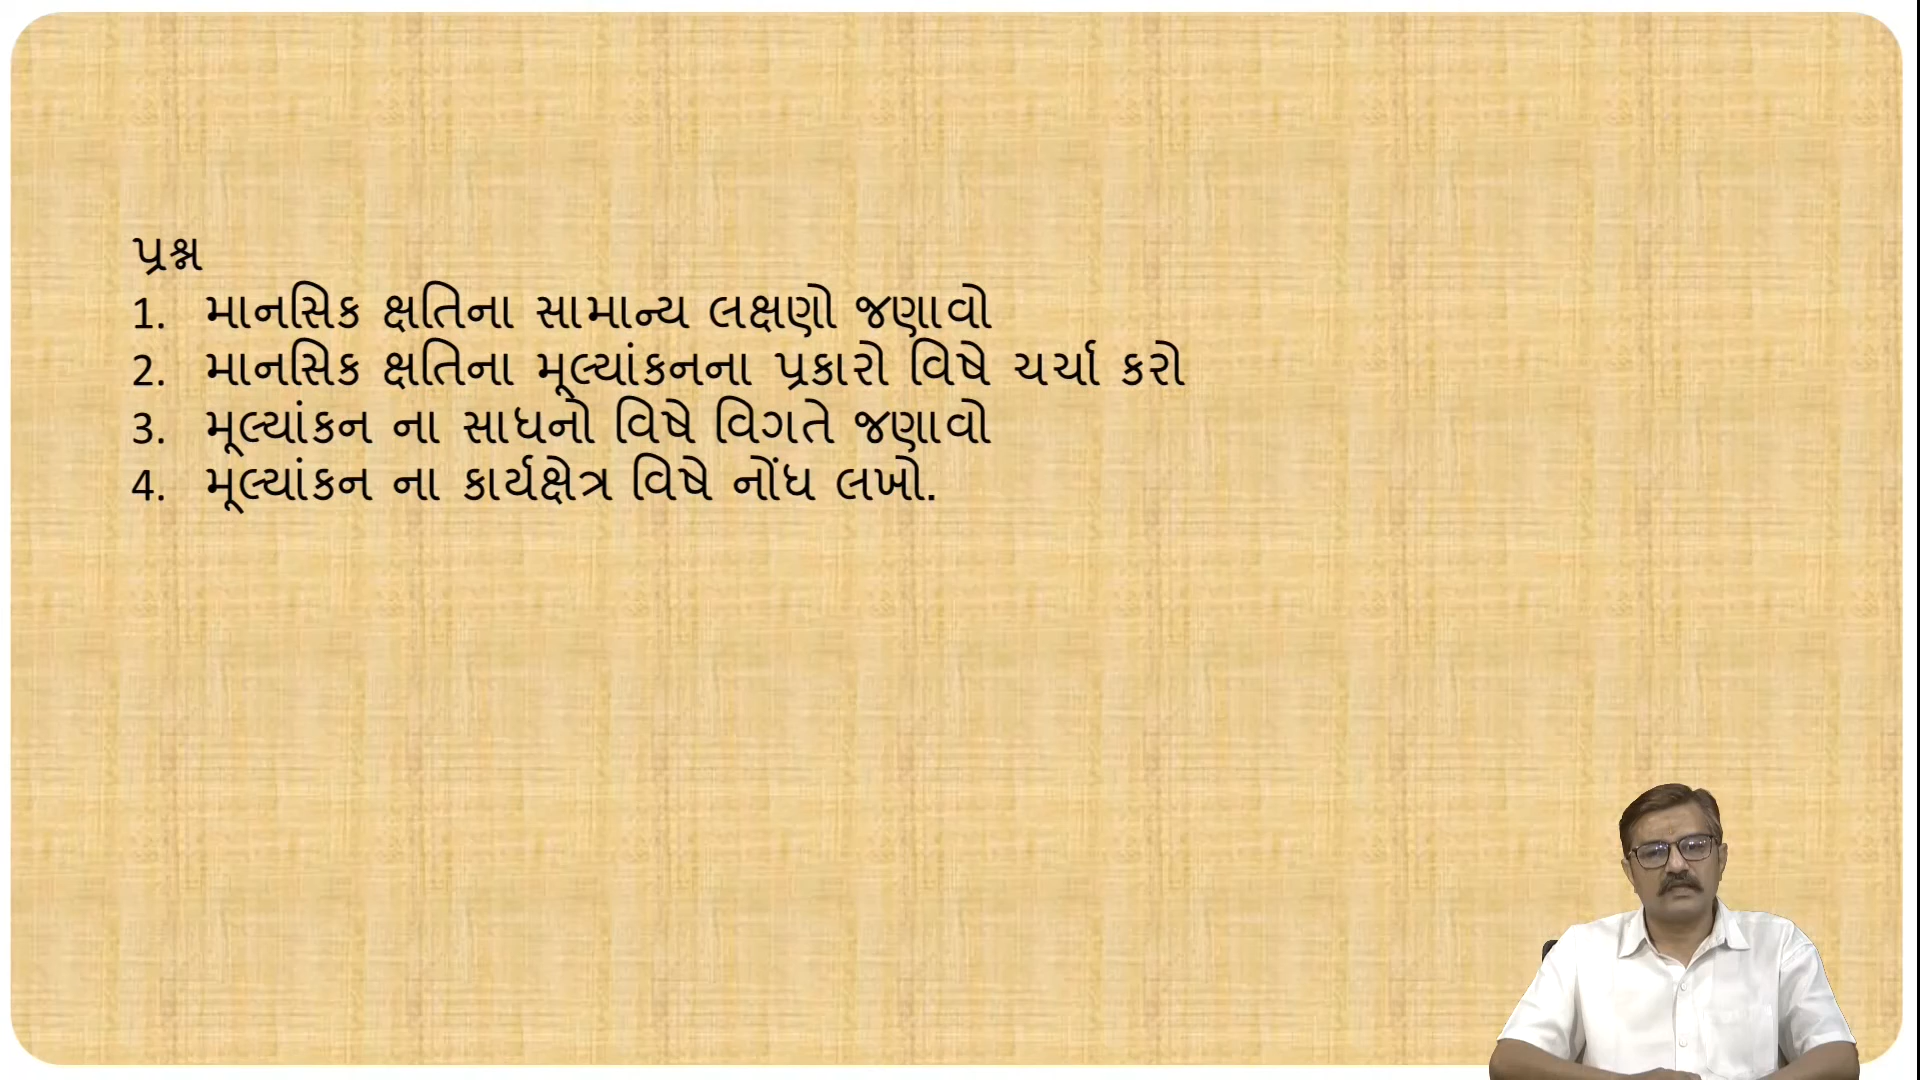 પ્રશ્ન
1. માનસિક ક્ષતિના સામાન્ય લક્ષણો જણાવો
2. માનસિક ક્ષતિના મૂલ્યાંકનના પ્રકારો વિષે ચર્ચા કરો
3. મૂલ્યાંકન ના સાધનો વિષે વિગતે જણાવો
4. મૂલ્યાંકન ના કાર્યક્ષેત્ર વિષે નોંધ લખો.